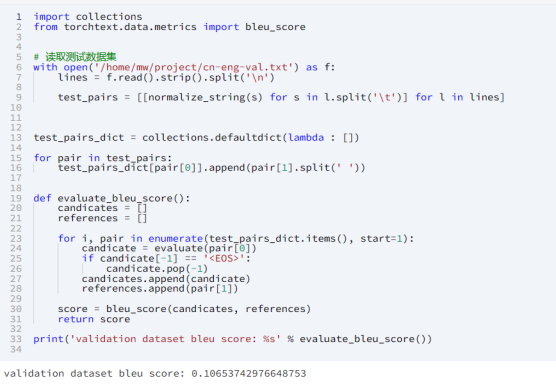 1 import collections
2 from torchtext.data.metrics import bleu_score
3
4
5 # 读取测试数据集
6 with open('/home/mw/project/cn-eng-val.txt') as f:
7     lines = f.read().strip().split('\n')
8
9     test_pairs = [[normalize_string(s) for s in l.split('\t')] for l in lines]
10
11
12
13 test_pairs_dict = collections.defaultdict(lambda : [])
14
15 for pair in test_pairs:
16     test_pairs_dict[pair[0]].append(pair[1].split(' '))
17
18
19 def evaluate_bleu_score():
20     candicates = []
21     references = []
22
23     for i, pair in enumerate(test_pairs_dict.items(), start=1):
24         candicate = evaluate(pair[0])
25         if candicate[-1] == '<EOS>':
26             candicate.pop(-1)
27         candicates.append(candicate)
28         references.append(pair[1])
29
30     score = bleu_score(candicates, references)
31     return score
32
33 print('validation dataset bleu score: %s' % evaluate_bleu_score())
34
validation dataset bleu score: 0.10653742976648753